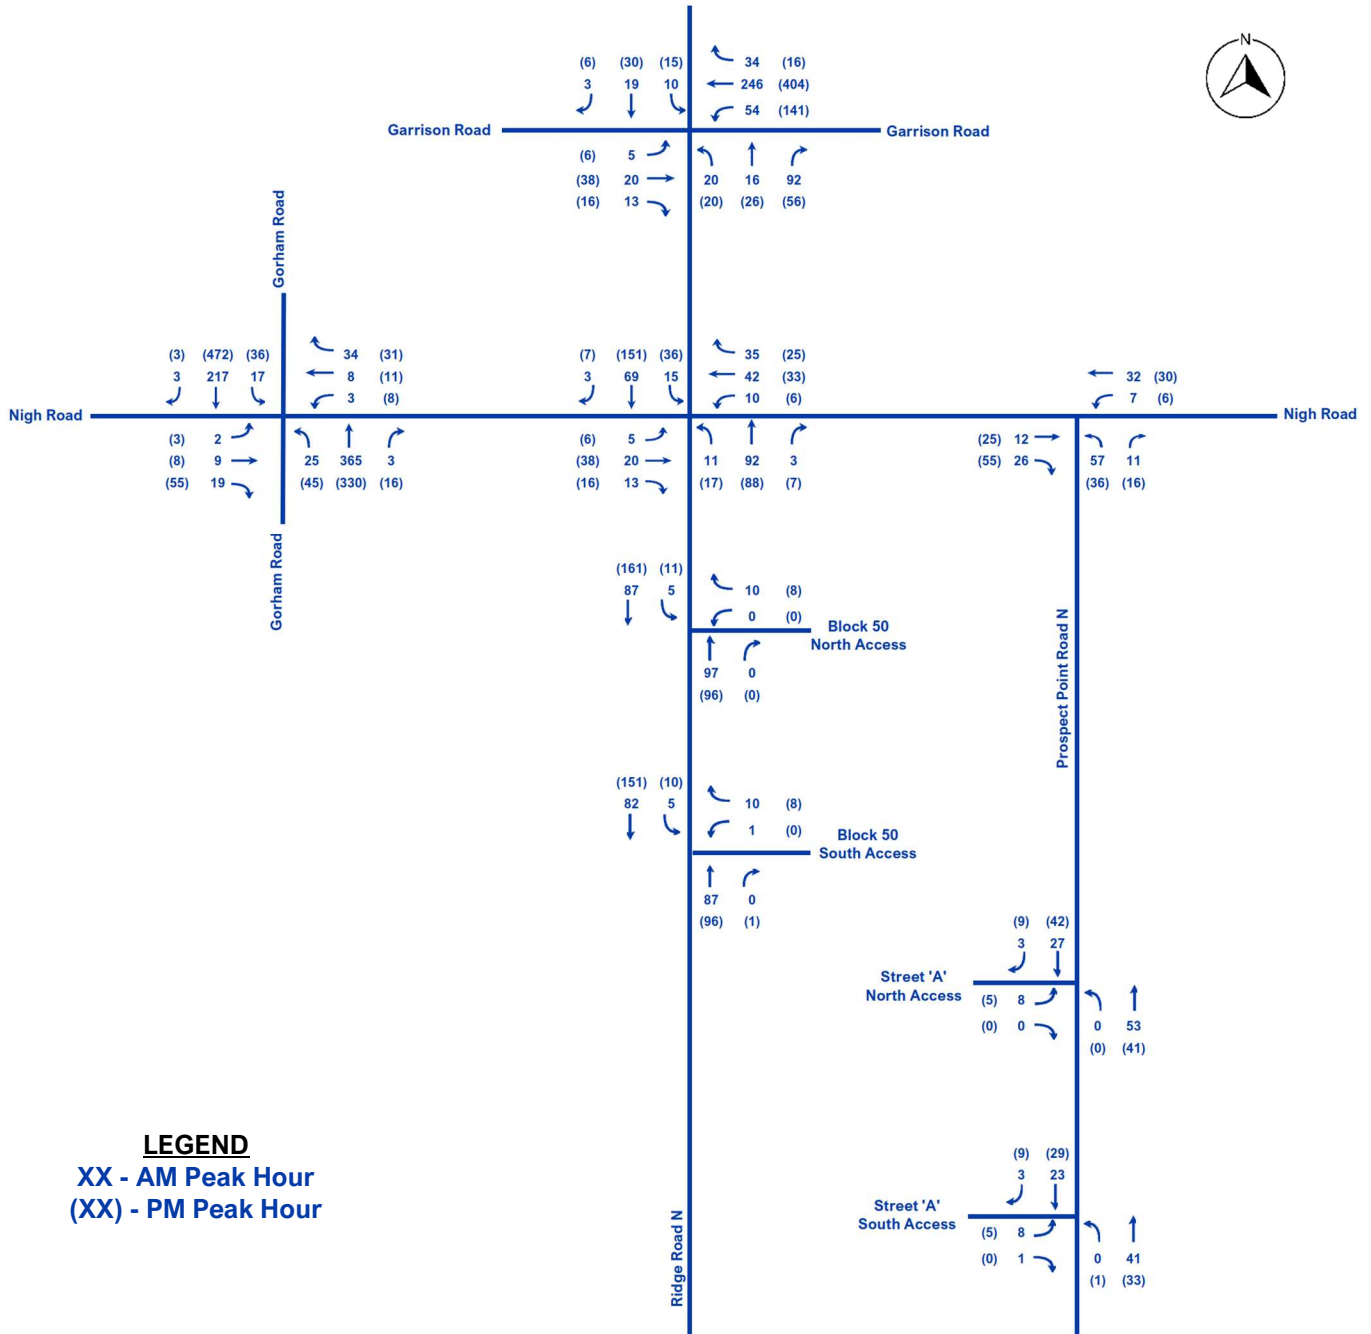 N
(6) (30) (15) 34 (16)
3 19 10 246 (404)
54 (141)
Garrison Road Garrison Road
(6) 5
(38) 20 20 16 92
(16) 13 (20) (26) (56)
Gorham Road
(3) (472) (36) 34 (31) (7) (151) (36) 35 (25)
3 217 17 8 (11) 3 69 15 42 (33) 32 (30)
3 (8) 10 (6) 7 (6)
Nigh Road Nigh Road
(3) 2 (6) 5 (25) 12
(8) 9 25 365 3 (38) 20 11 92 3 (55) 26 57 11
(55) 19 (45) (330) (16) (16) 13 (17) (88) (7) (36) (16)
Gorham Road
(161) (11)
87 5 10 (8)
0 (0) Block 50
North Access
97 0
(96) (0)
Prospect Point Road N
(151) (10)
82 5 10 (8)
1 (0) Block 50
South Access
87 0
(96) (1)
(9) (42)
3 27
Street 'A'
North Access
(5) 8
(0) 0 0 53
(0) (41)
LEGEND
XX - AM Peak Hour
(XX) - PM Peak Hour
(9) (29)
3 23
Street 'A'
South Access
(5) 8
(0) 1 0 41
(1) (33)
Ridge Road N